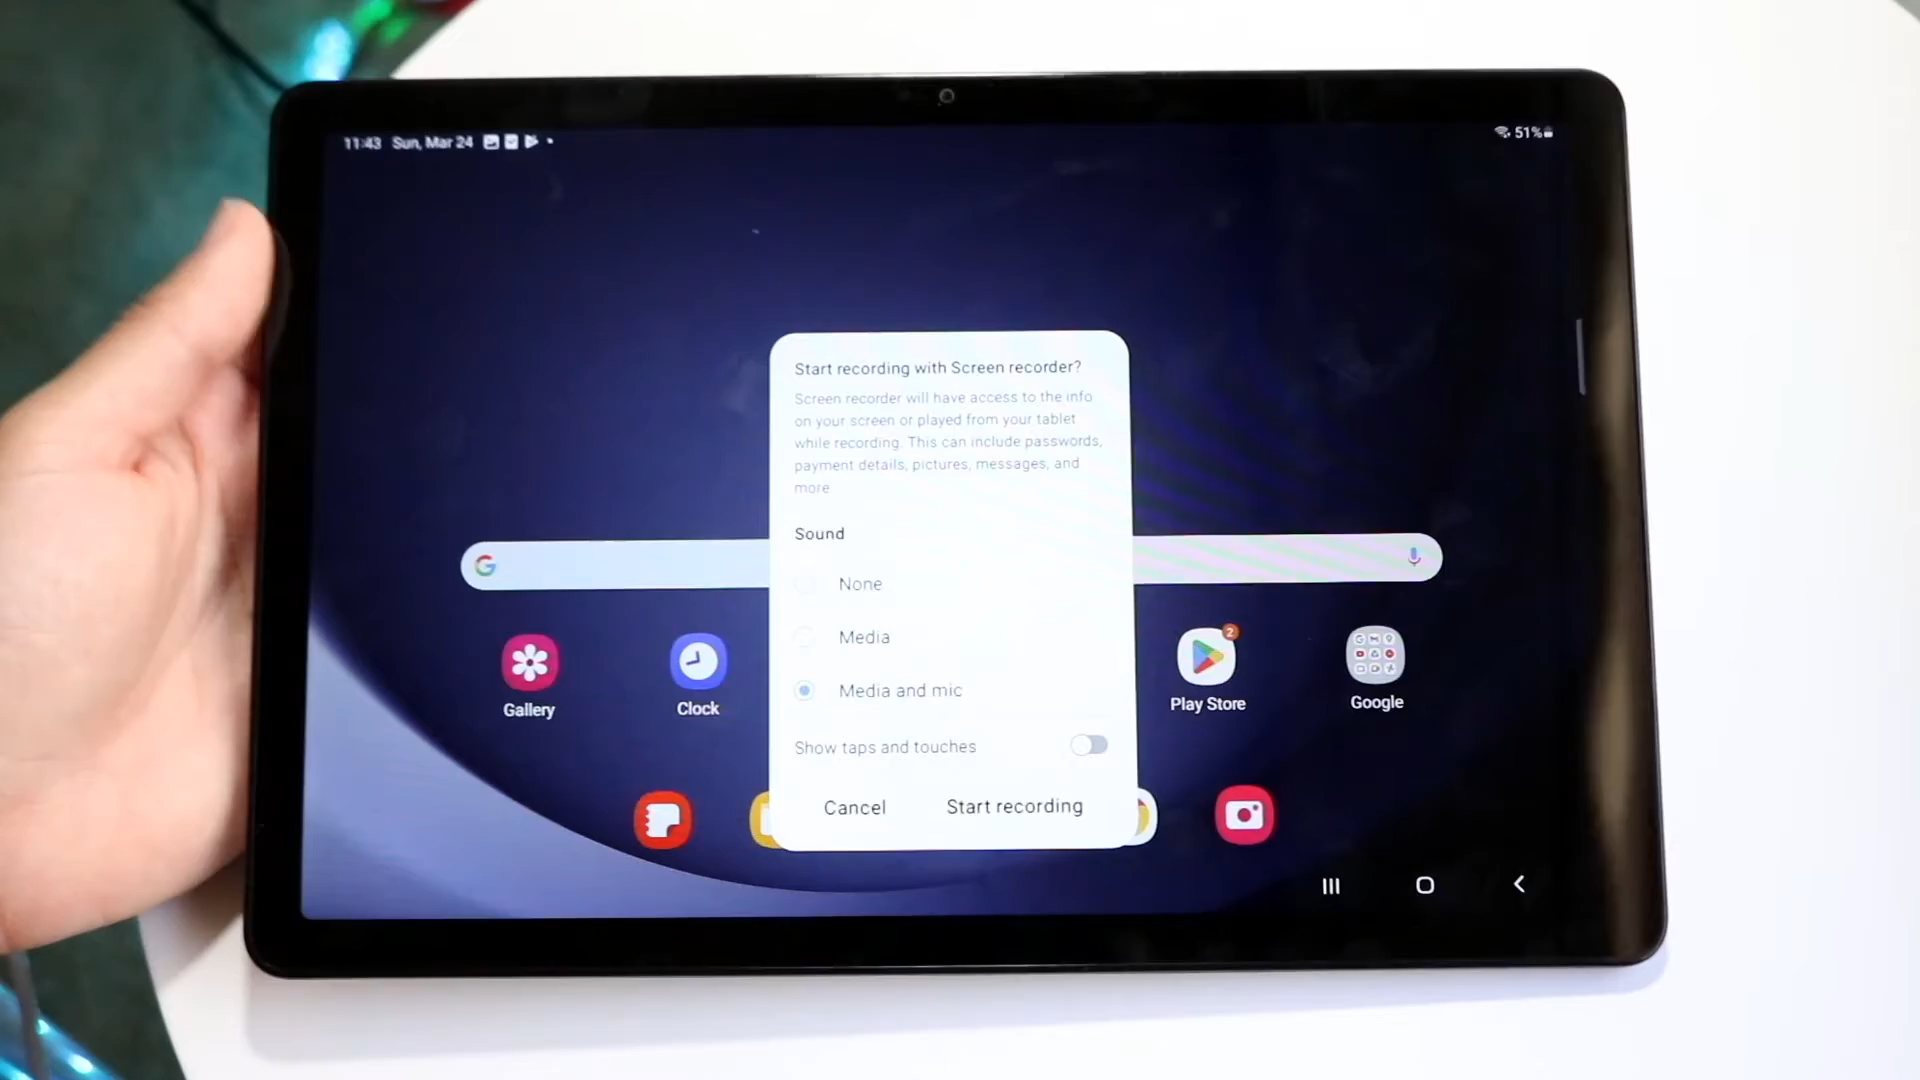 11:43 Sun, Mar 24
51%
Start recording with Screen recorder?
Screen recorder will have access to the info
on your screen or played from your tablet
while recording. This can include passwords,
payment details, pictures, messages, and
more
Sound
None
Media
Media and mic
Show taps and touches
Cancel Start recording
G
2
Gallery
Clock
Play Store
Google